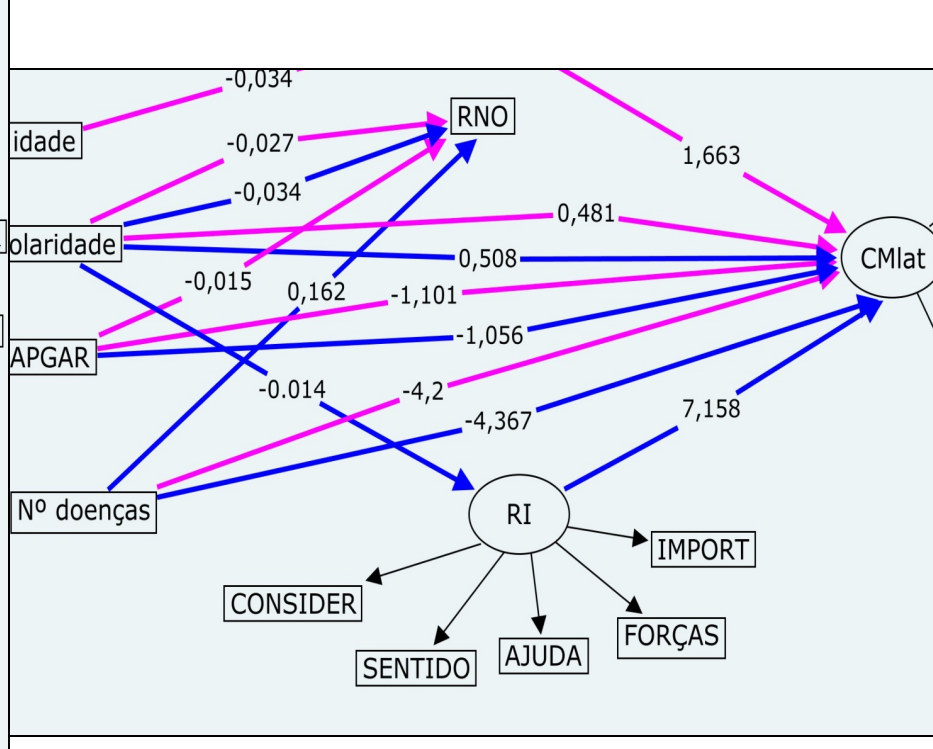 -0,034
RNO
idade
-0,027
1,663
-0,034
0,481
olaridade
0,508
CMlat
-0,015
0,162
-1,101
-1,056
APGAR
-0.014
-4,2
-4,367
7,158
Nº doenças
RI
IMPORT
CONSIDER
FORÇAS
AJUDA
SENTIDO